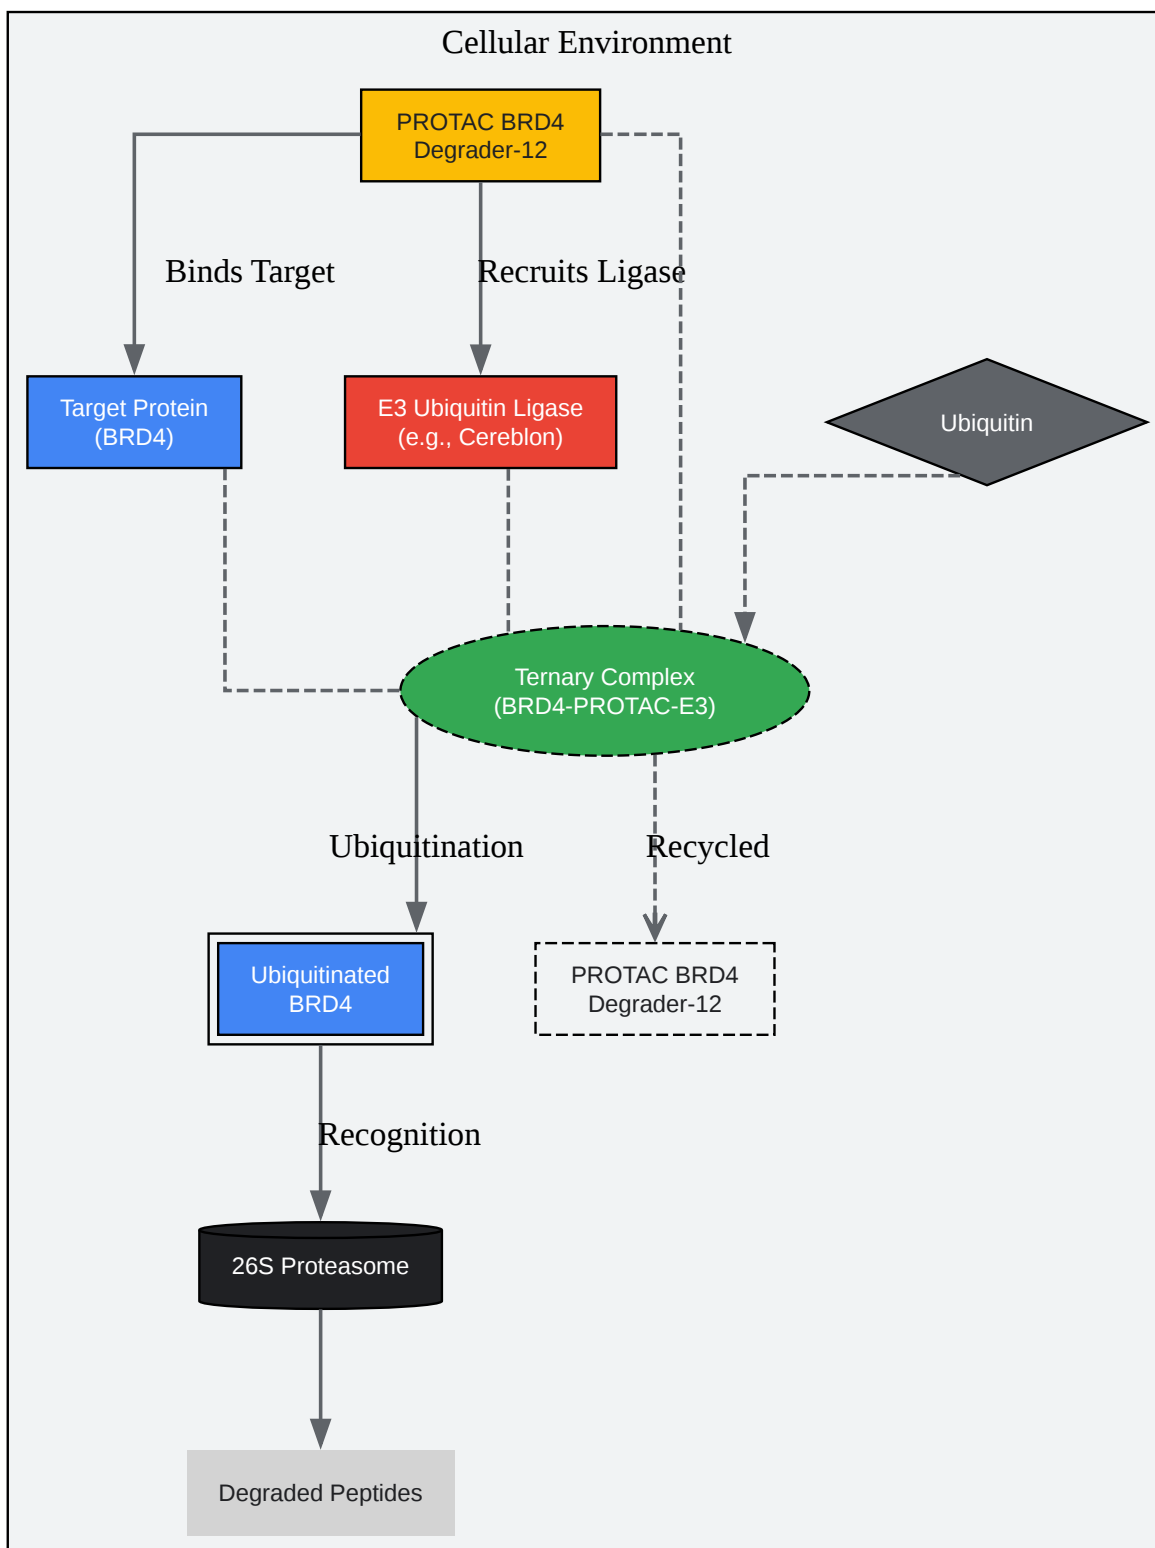 Cellular Environment
PROTAC BRD4
Degrader-12
Binds Target
Recruits Ligase
Target Protein
(BRD4)
E3 Ubiquitin Ligase
(e.g., Cereblon)
Ubiquitin
Ternary Complex
(BRD4-PROTAC-E3)
Ubiquitination
Recycled
Ubiquitinated
BRD4
PROTAC BRD4
Degrader-12
Recognition
26S Proteasome
Degraded Peptides